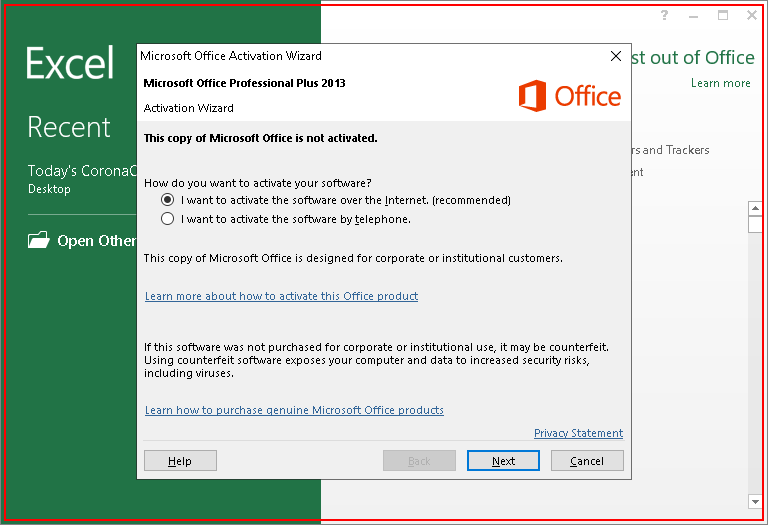 ?
Excel
Recent
Today's Corona
Desktop
Open Other
st out of Office
Learn more
rs and Trackers
ent
Microsoft Office Activation Wizard
Microsoft Office Professional Plus 2013
Activation Wizard
Office
This copy of Microsoft Office is not activated.
How do you want to activate your software?
I want to activate the software over the Internet. (recommended)
I want to activate the software by telephone.
This copy of Microsoft Office is designed for corporate or institutional customers.
Learn more about how to activate this Office product
If this software was not purchased for corporate or institutional use, it may be counterfeit.
Using counterfeit software exposes your computer and data to increased security risks,
including viruses.
Learn how to purchase genuine Microsoft Office products
Privacy Statement
Help
Back
Next
Cancel